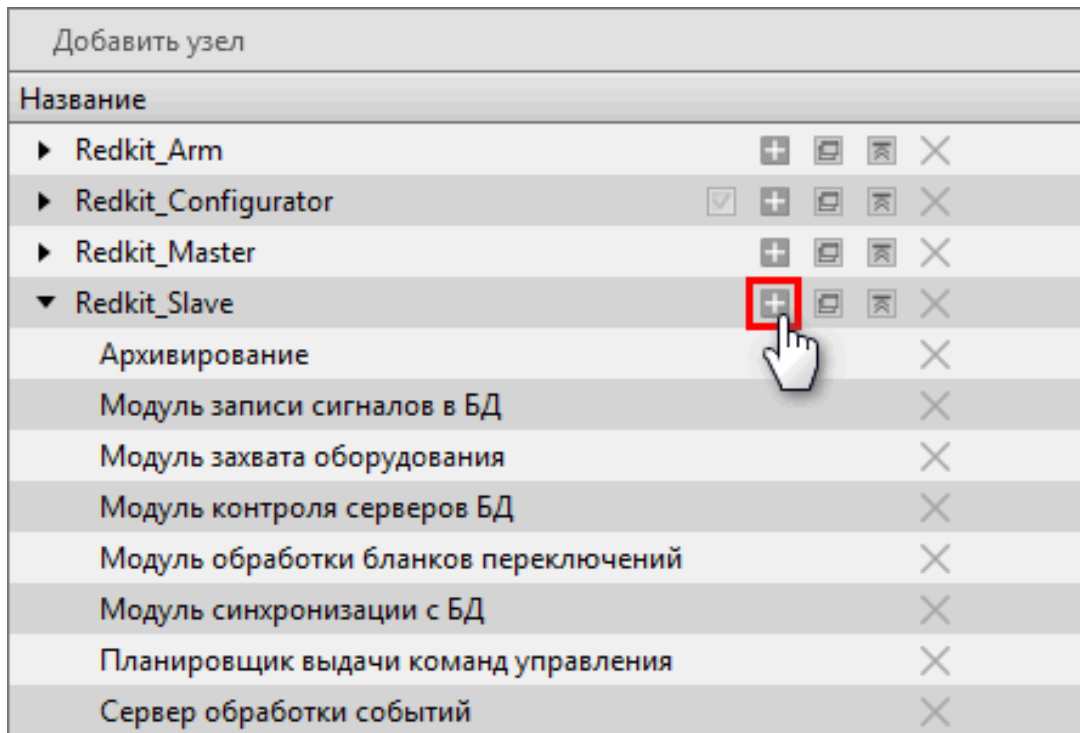 Добавить узел
Название
Redkit_Arm
Redkit_Configurator
Redkit_Master
Redkit_Slave
Архивирование
Модуль записи сигналов в БД
Модуль захвата оборудования
Модуль контроля серверов БД
Модуль обработки бланков переключений
Модуль синхронизации с БД
Планировщик выдачи команд управления
Сервер обработки событий